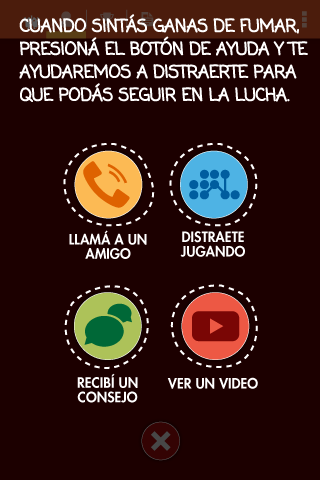 CUANDO SINTÁS GANAS DE FUMAR,
PRESIONÁ EL BOTÓN DE AYUDA Y TE
AYUDAREMOS A DISTRAERTE PARA
QUE PODÁS SEGUIR EN LA LUCHA.
LLAMÁ A UN
AMIGO
DISTRAETE
JUGANDO
RECIBÍ UN
CONSEJO
VER UN VIDEO